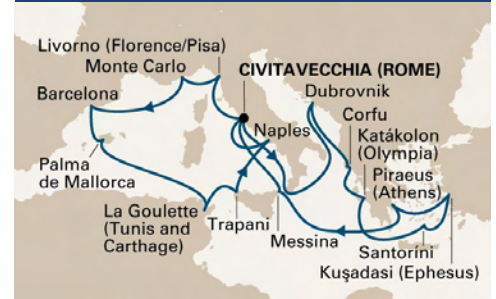 Livorno (Florence/Pisa)
Monte Carlo
CIVITAVECCHIA (ROME)
Barcelona
Dubrovnik
Corfu
Naples
Katákolon
(Olympia)
Piraeus
(Athens)
Palma
de Mallorca
La Goulette
(Tunis and
Carthage)
Trapani
Messina
Santoríni
Kuşadasi (Ephesus)